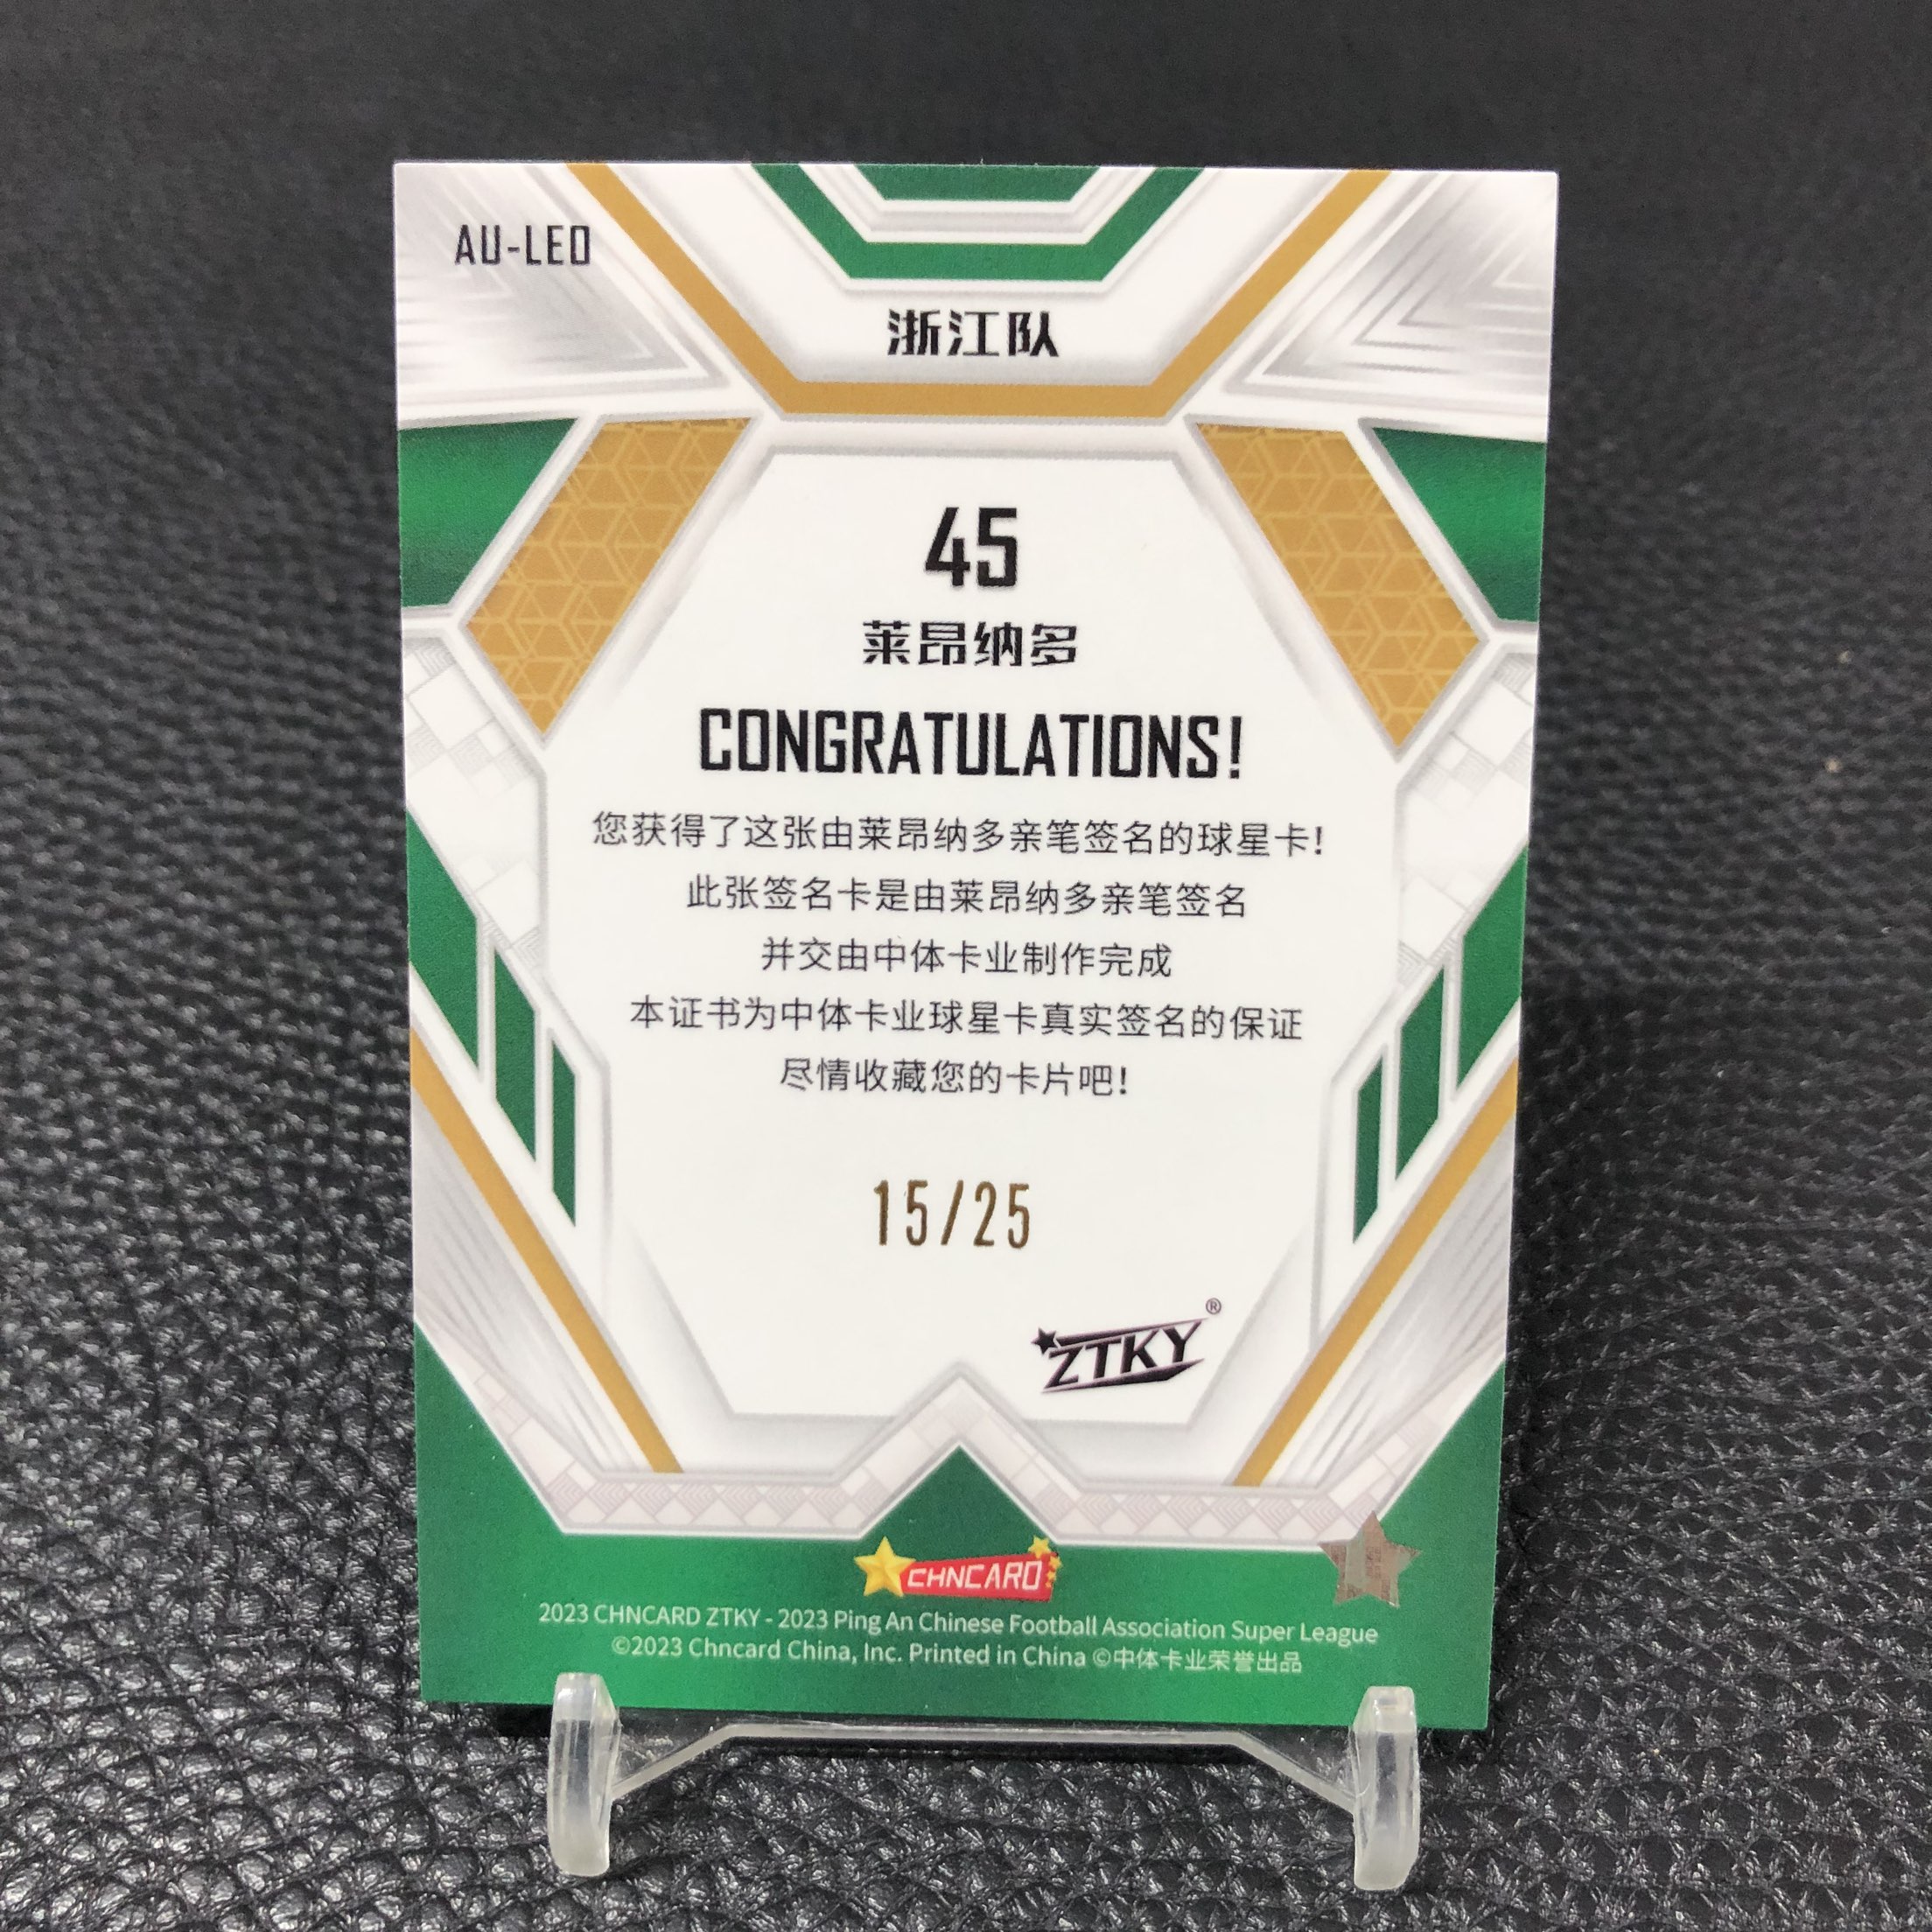 AU-LEO
浙江队
45
莱昂纳多
CONGRATULATIONS!
您获得了这张由莱昂纳多亲笔签名的球星卡!
此张签名卡是由莱昂纳多亲笔签名
并交由中体卡业制作完成
本证书为中体卡业球星卡真实签名的保证
尽情收藏您的卡片吧!
15/25
ZTKY®
CHNCARD
2023 CHNCARD ZTKY - 2023 Ping An Chinese Football Association Super League
©2023 Chncard China, Inc. Printed in China ©中体卡业荣誉出品